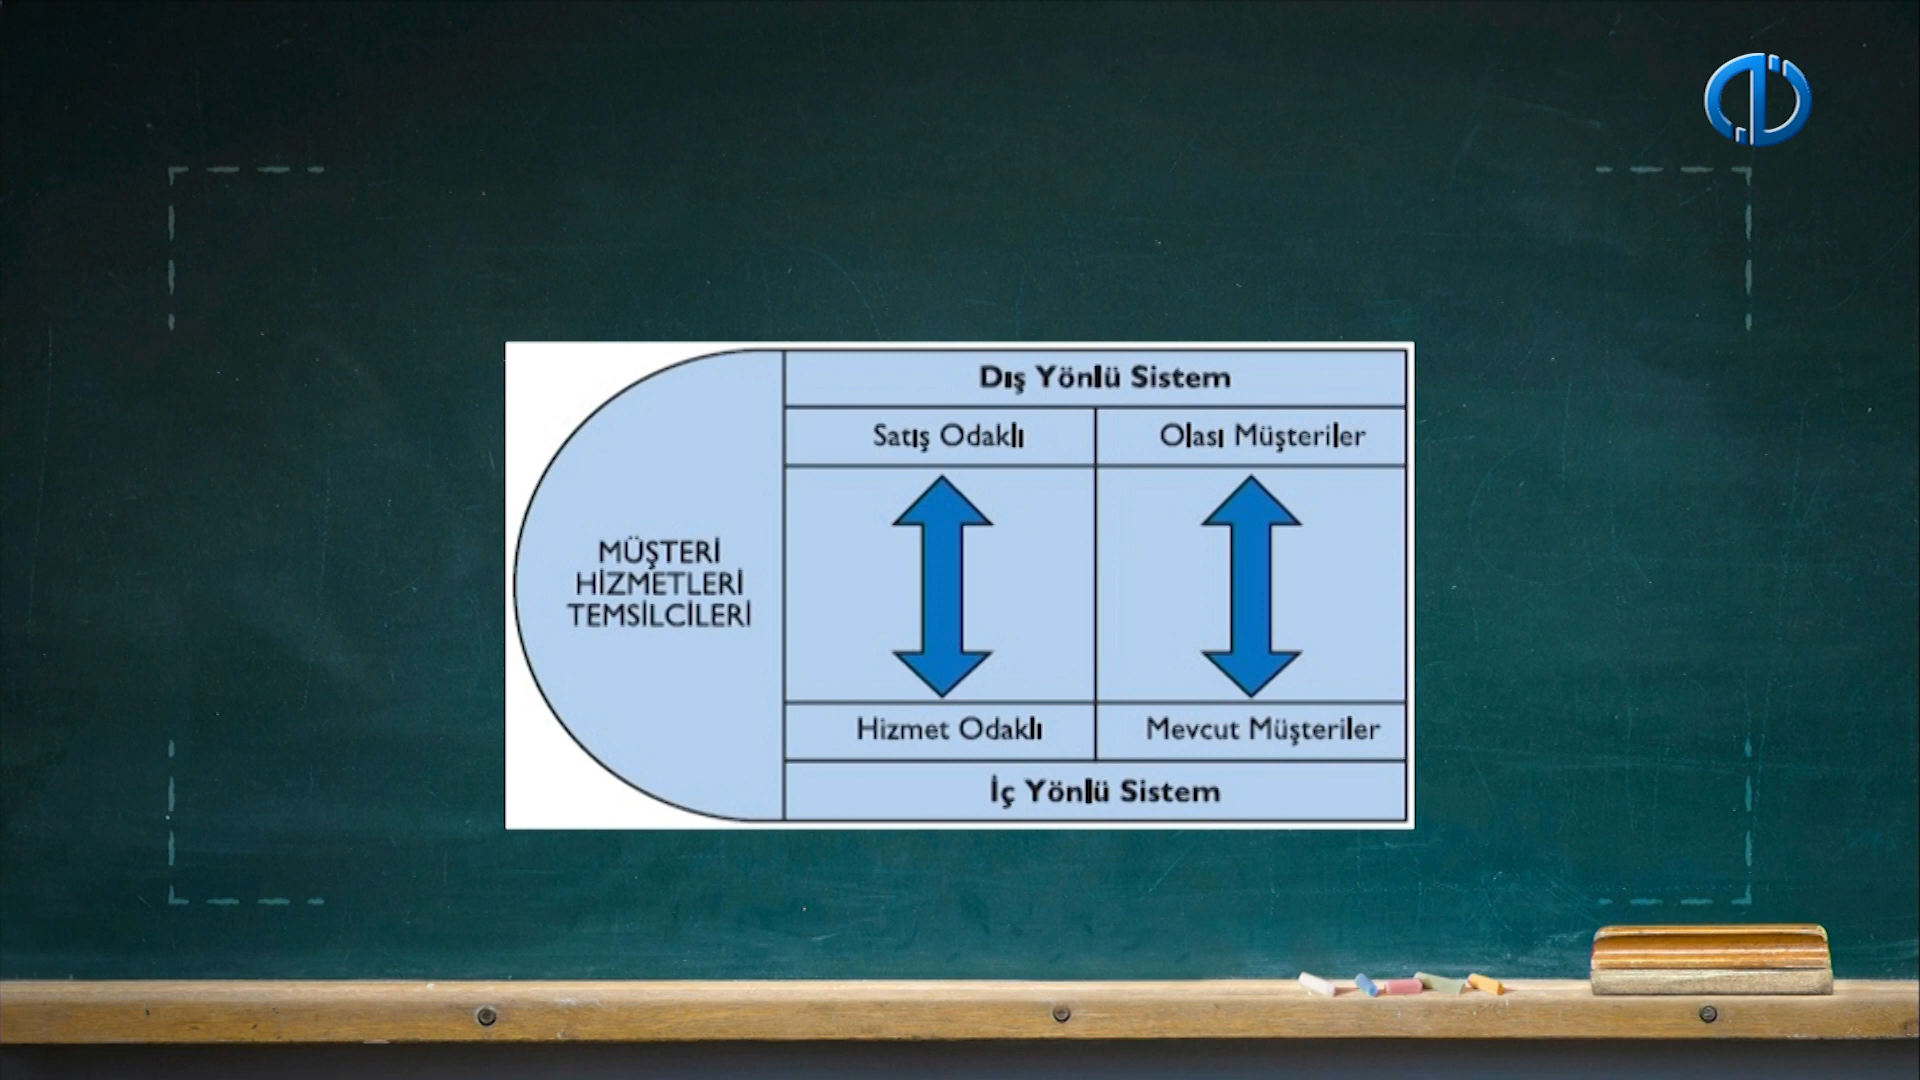 Dış Yönlü Sistem
Satış Odaklı
Olası Müşteriler
MÜŞTERİ
HİZMETLERİ
TEMSİLCİLERİ
Hizmet Odaklı
Mevcut Müşteriler
İç Yönlü Sistem